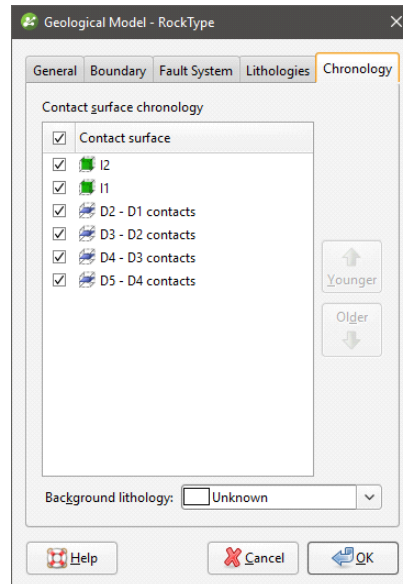 Geological Model - RockType
General Boundary Fault System Lithologies Chronology
Contact surface chronology
Contact surface
I2
I1
D2 - D1 contacts
D3 - D2 contacts
D4 - D3 contacts
D5 - D4 contacts
Younger
Older
Background lithology: Unknown
Help Cancel OK